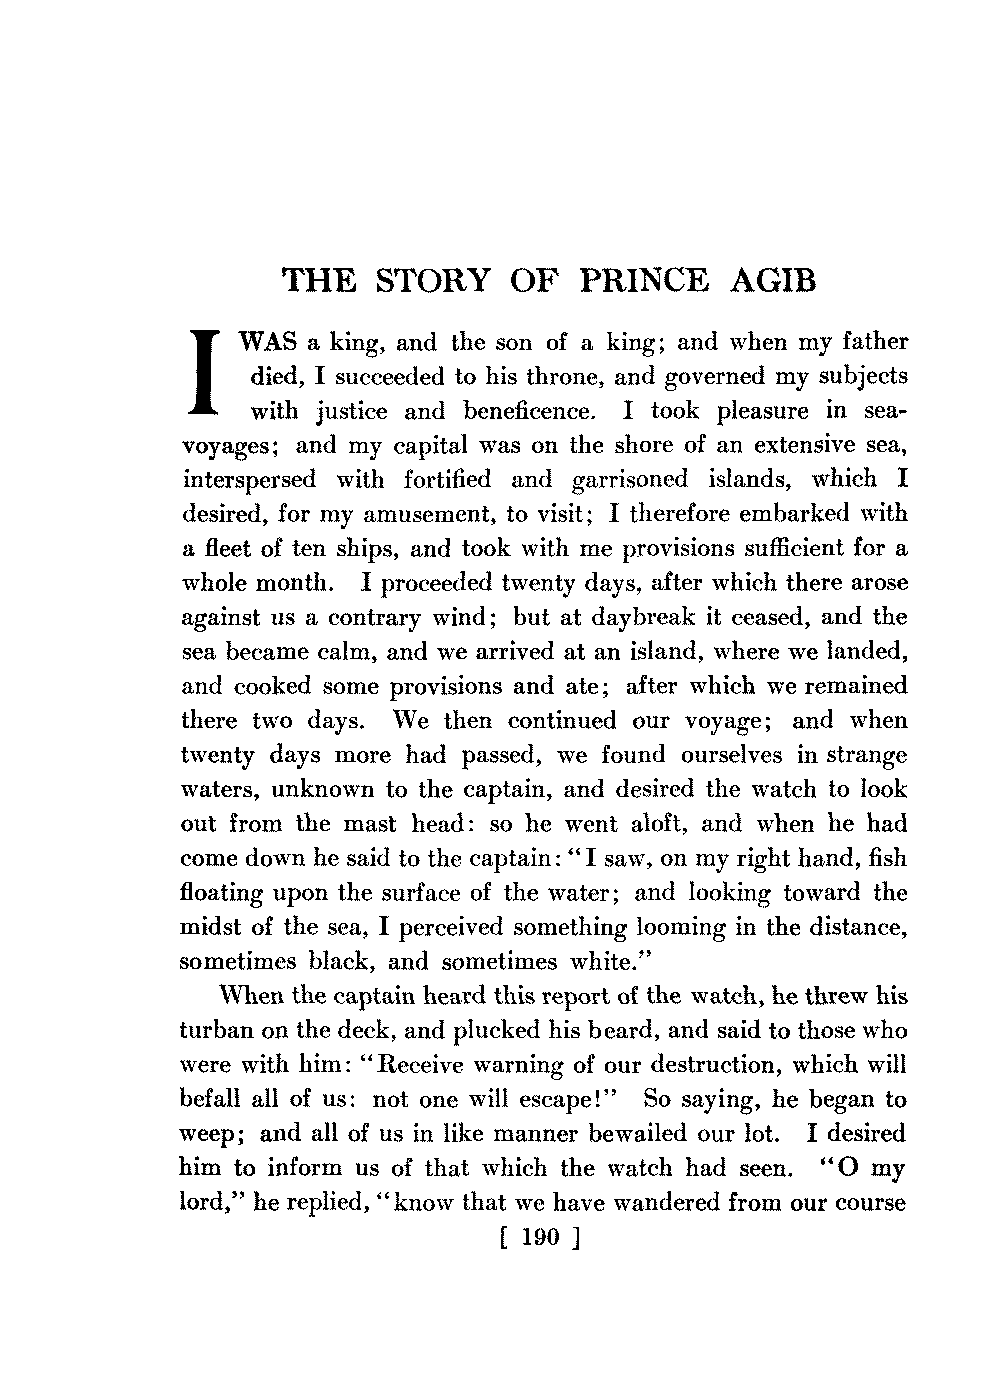 THE STORY OF PRINCE AGIB
I WAS a king, and the son of a king; and when my father
died, I succeeded to his throne, and governed my subjects
with justice and beneficence. I took pleasure in sea-
voyages; and my capital was on the shore of an extensive sea,
interspersed with fortified and garrisoned islands, which I
desired, for my amusement, to visit; I therefore embarked with
a fleet of ten ships, and took with me provisions sufficient for a
whole month. I proceeded twenty days, after which there arose
against us a contrary wind; but at daybreak it ceased, and the
sea became calm, and we arrived at an island, where we landed,
and cooked some provisions and ate; after which we remained
there two days. We then continued our voyage; and when
twenty days more had passed, we found ourselves in strange
waters, unknown to the captain, and desired the watch to look
out from the mast head: so he went aloft, and when he had
come down he said to the captain: "I saw, on my right hand, fish
floating upon the surface of the water; and looking toward the
midst of the sea, I perceived something looming in the distance,
sometimes black, and sometimes white."
When the captain heard this report of the watch, he threw his
turban on the deck, and plucked his beard, and said to those who
were with him: "Receive warning of our destruction, which will
befall all of us: not one will escape!" So saying, he began to
weep; and all of us in like manner bewailed our lot. I desired
him to inform us of that which the watch had seen. "O my
lord," he replied, "know that we have wandered from our course
[ 190 ]